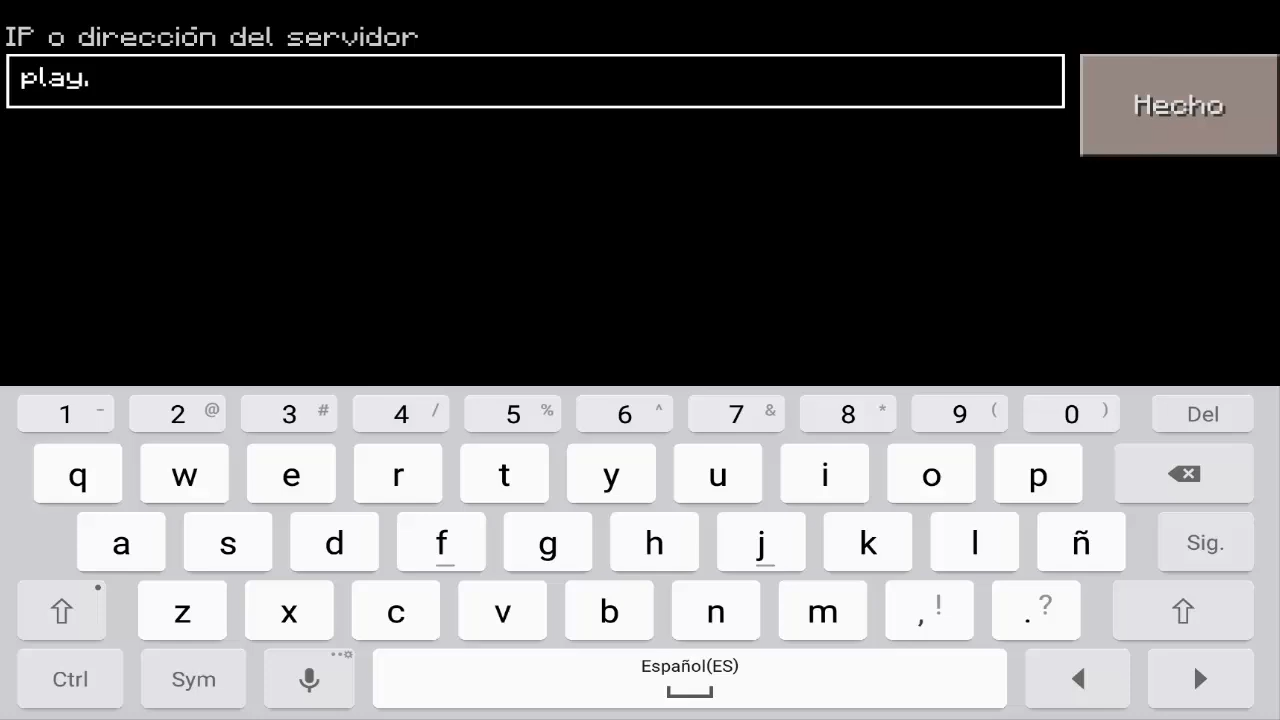 IP o dirección del servidor
play.
Hecho
1 - 2 @ 3 # 4 / 5 % 6 ^ 7 & 8 * 9 ( 0 ) Del
q w e r t y u i o p
a s d f g h j k l ñ Sig.
z x c v b n m , ! . ?
Ctrl Sym Español(ES)